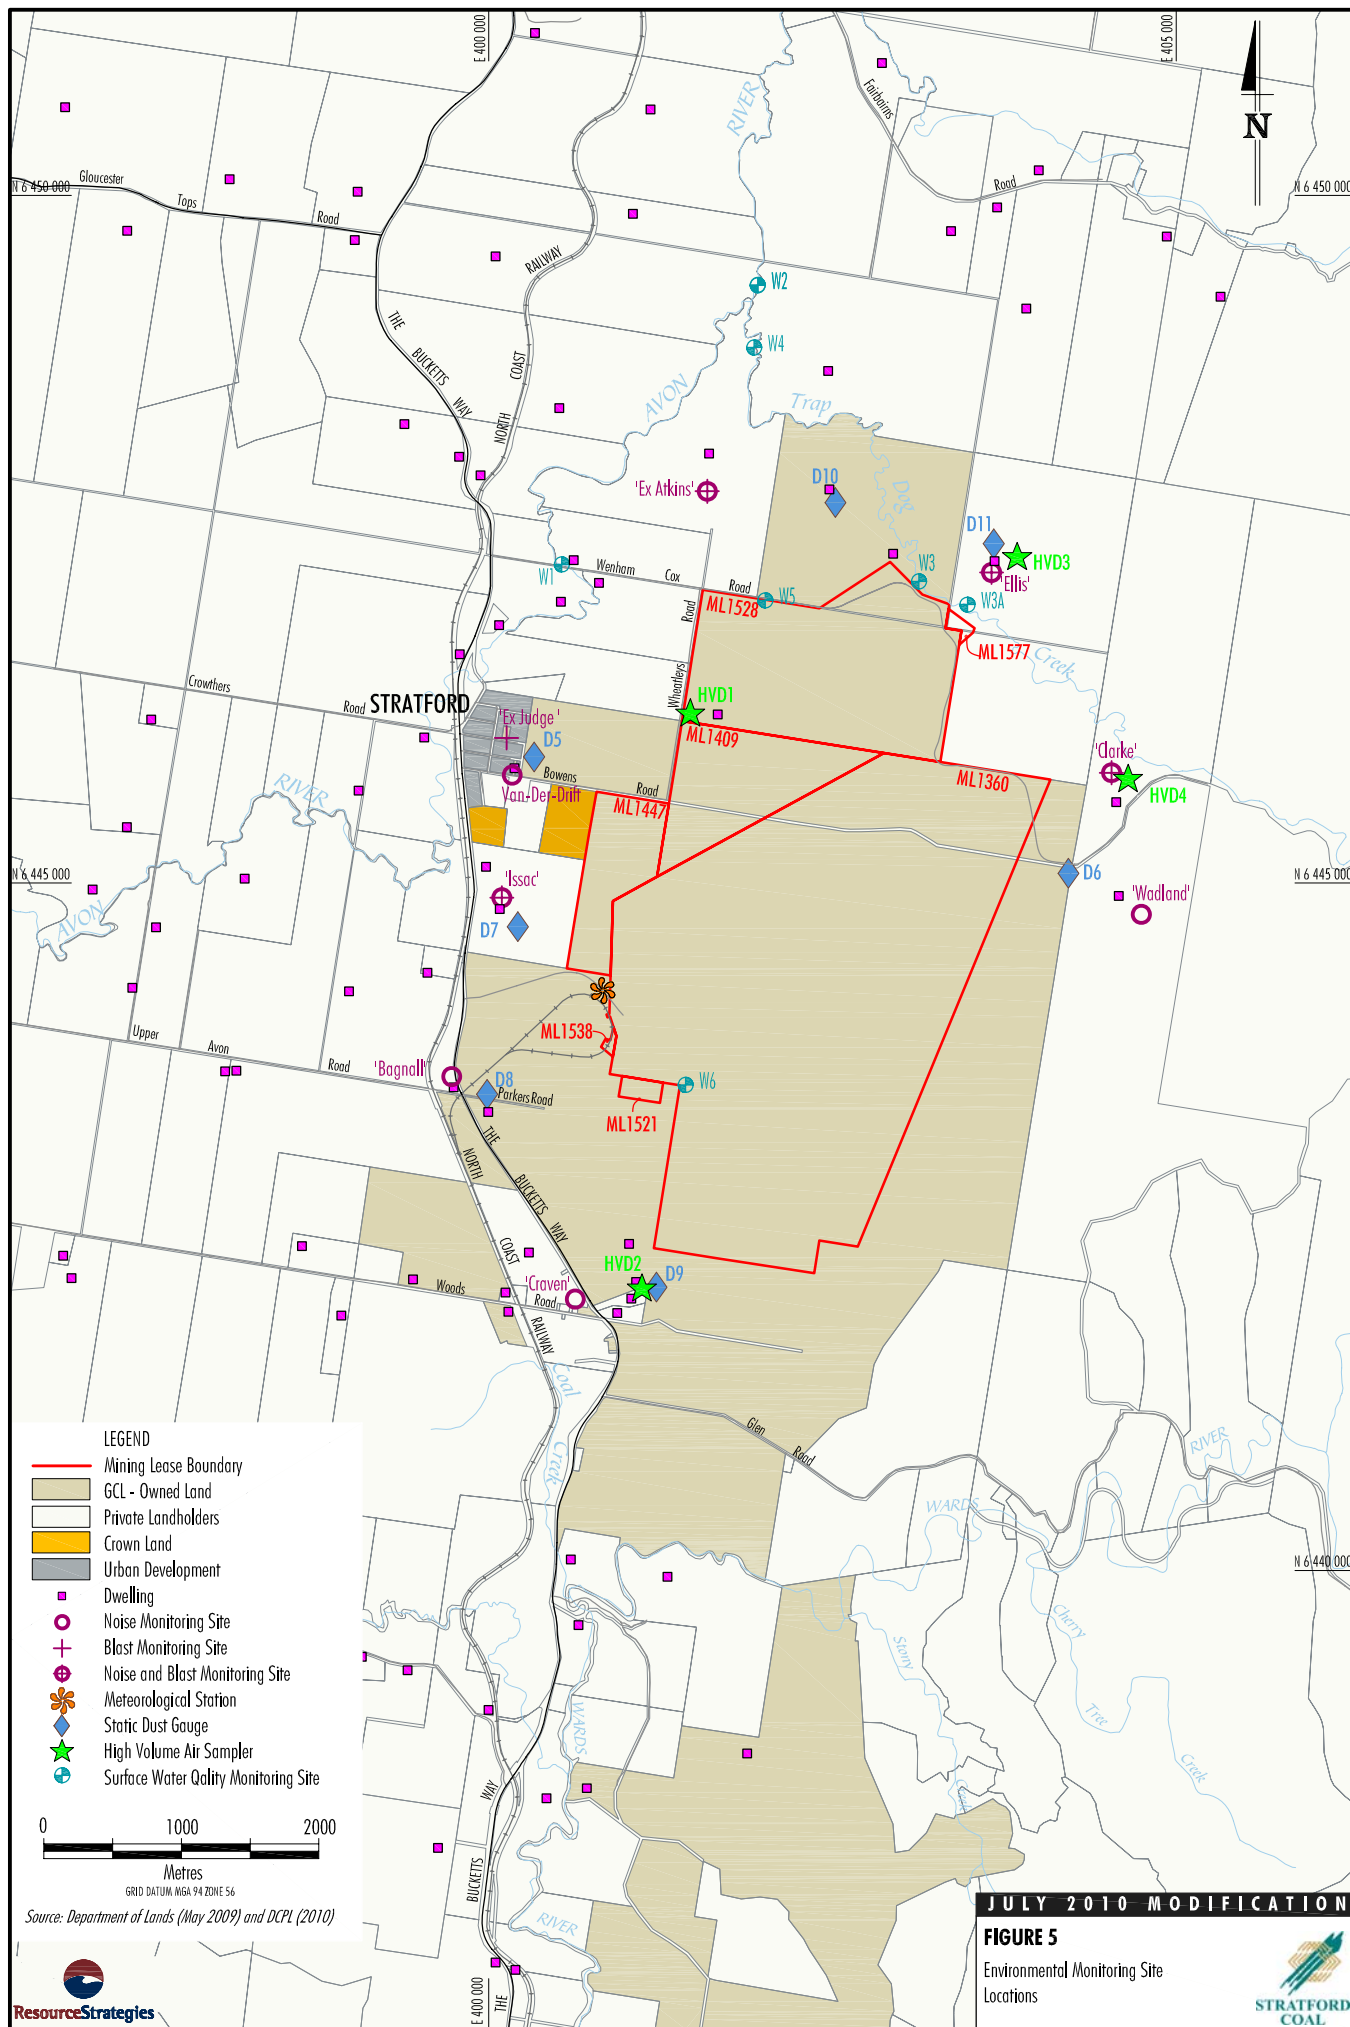 E 400 000
E 405 000
RIVER
Fairbairns
N
Gloucester
N 6 450 000
Tops
Road
Road
N 6 450 000
RAILWAY
W2
THE
BUCKETTS
WAY
COAST
NORTH
W4
AVON
Trap
'Ex Atkins'
D10
Dog
D11
HVD3
'Ellis'
W1
Wenham
Cox
Road
W3
W5
W3A
ML1528
Road
ML1577
Creek
Crowthers
Road
STRATFORD
Wheatleys
HVD1
'Ex Judge'
D5
ML1409
'Clarke'
ML1360
HVD4
Bowens
Road
Van-Der-Drift
ML1447
RIVER
N 6 445 000
N 6 445 000
'Issac'
D6
'Wadland'
AVON
D7
Upper
Avon
Road
ML1538
'Bagnall'
D8
Parkers Road
W6
ML1521
THE
BUCKETTS
WAY
NORTH
COAST
RAILWAY
HVD2
D9
'Craven'
Woods
Road
Coal
Creek
Glen
Road
RIVER
WARDS
N 6 440 000
Cherry
Tree
Creek
Stony
Creek
WARDS
RIVER
WAY
BUCKETTS
THE
E 400 000
LEGEND
Mining Lease Boundary
GCL - Owned Land
Private Landholders
Crown Land
Urban Development
Dwelling
Noise Monitoring Site
Blast Monitoring Site
Noise and Blast Monitoring Site
Meteorological Station
Static Dust Gauge
High Volume Air Sampler
Surface Water Qality Monitoring Site
0 1000 2000
Metres
GRID DATUM MGA 94 ZONE 56
Source: Department of Lands (May 2009) and DCPL (2010)
ResourceStrategies
JULY 2010 MODIFICATION
FIGURE 5
Environmental Monitoring Site
Locations
STRATFORD
COAL